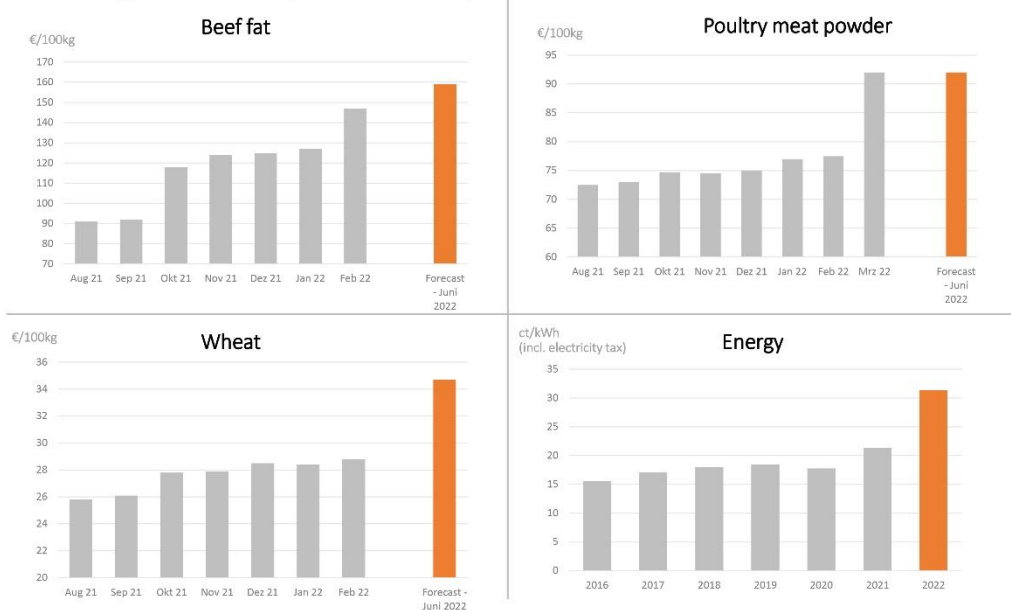 Beef fat
€/100kg
170
160
150
140
130
120
110
100
90
80
70
Aug 21 Sep 21 Okt 21 Nov 21 Dez 21 Jan 22 Feb 22 Forecast
- Juni
2022
Poultry meat powder
€/100kg
95
90
85
80
75
70
65
60
Aug 21 Sep 21 Okt 21 Nov 21 Dez 21 Jan 22 Feb 22 Mrz 22 Forecast
- Juni
2022
€/100kg
Wheat
36
34
32
30
28
26
24
22
20
Aug 21 Sep 21 Okt 21 Nov 21 Dez 21 Jan 22 Feb 22 Forecast -
Juni 2022
ct/kWh
(incl. electricity tax)
Energy
35
30
25
20
15
10
5
0
2016 2017 2018 2019 2020 2021 2022